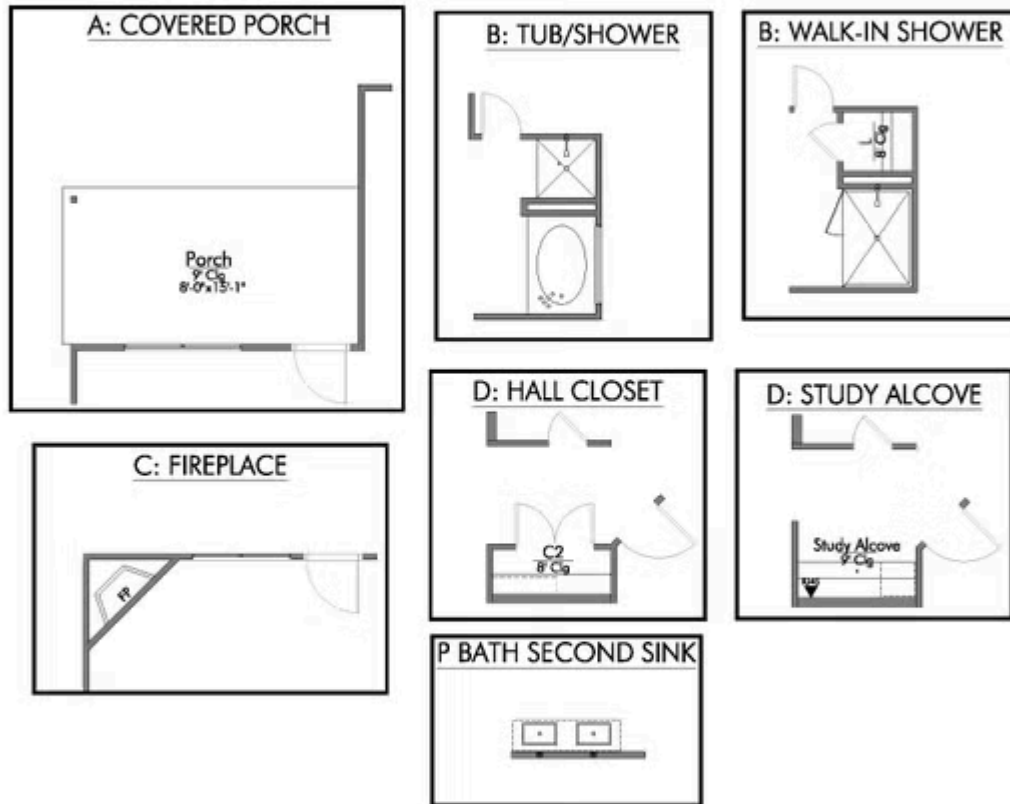 A: COVERED PORCH
Porch
9' Clg
8'-0"x15'-1"
B: TUB/SHOWER
B: WALK-IN SHOWER
L
8' Clg
C: FIREPLACE
FP
D: HALL CLOSET
C2
8' Clg
D: STUDY ALCOVE
Study Alcove
9' Clg
RJ45
P BATH SECOND SINK